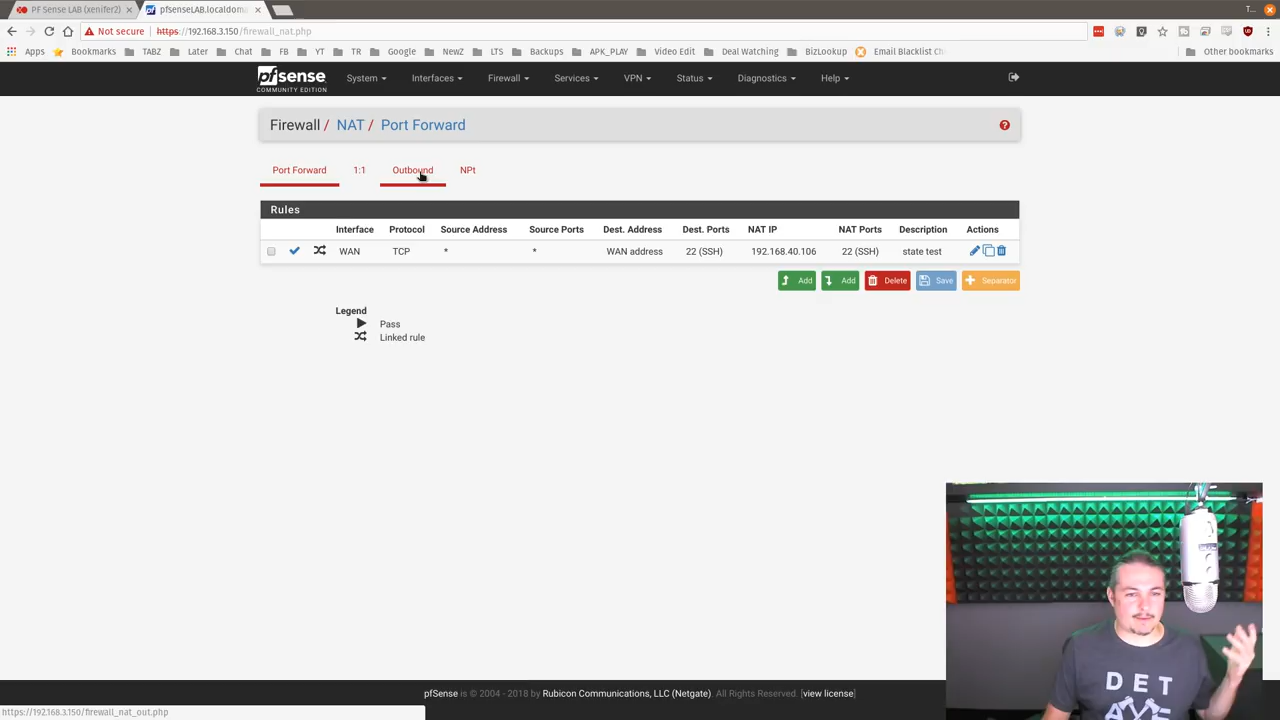 PF Sense LAB (xenifer2)
pfsenseLAB.localdoma
T...
Not secure
https://192.168.3.150/firewall_nat.php
Apps
Bookmarks
TABZ
Later
Chat
FB
YT
TR
Google
NewZ
LTS
Backups
APK_PLAY
Video Edit
Deal Watching
BizLookup
Email Blacklist Ch
Other bookmarks
pfsense
COMMUNITY EDITION
System
Interfaces
Firewall
Services
VPN
Status
Diagnostics
Help
Firewall / NAT / Port Forward
Port Forward
1:1
Outbound
NPt
Rules
Interface Protocol Source Address Source Ports Dest. Address Dest. Ports NAT IP NAT Ports Description Actions
WAN TCP * * WAN address 22 (SSH) 192.168.40.106 22 (SSH) state test
Add
Add
Delete
Save
Separator
Legend
Pass
Linked rule
DET
pfSense is © 2004 - 2018 by Rubicon Communications, LLC (Netgate). All Rights Reserved. [view license]
https://192.168.3.150/firewall_nat_out.php